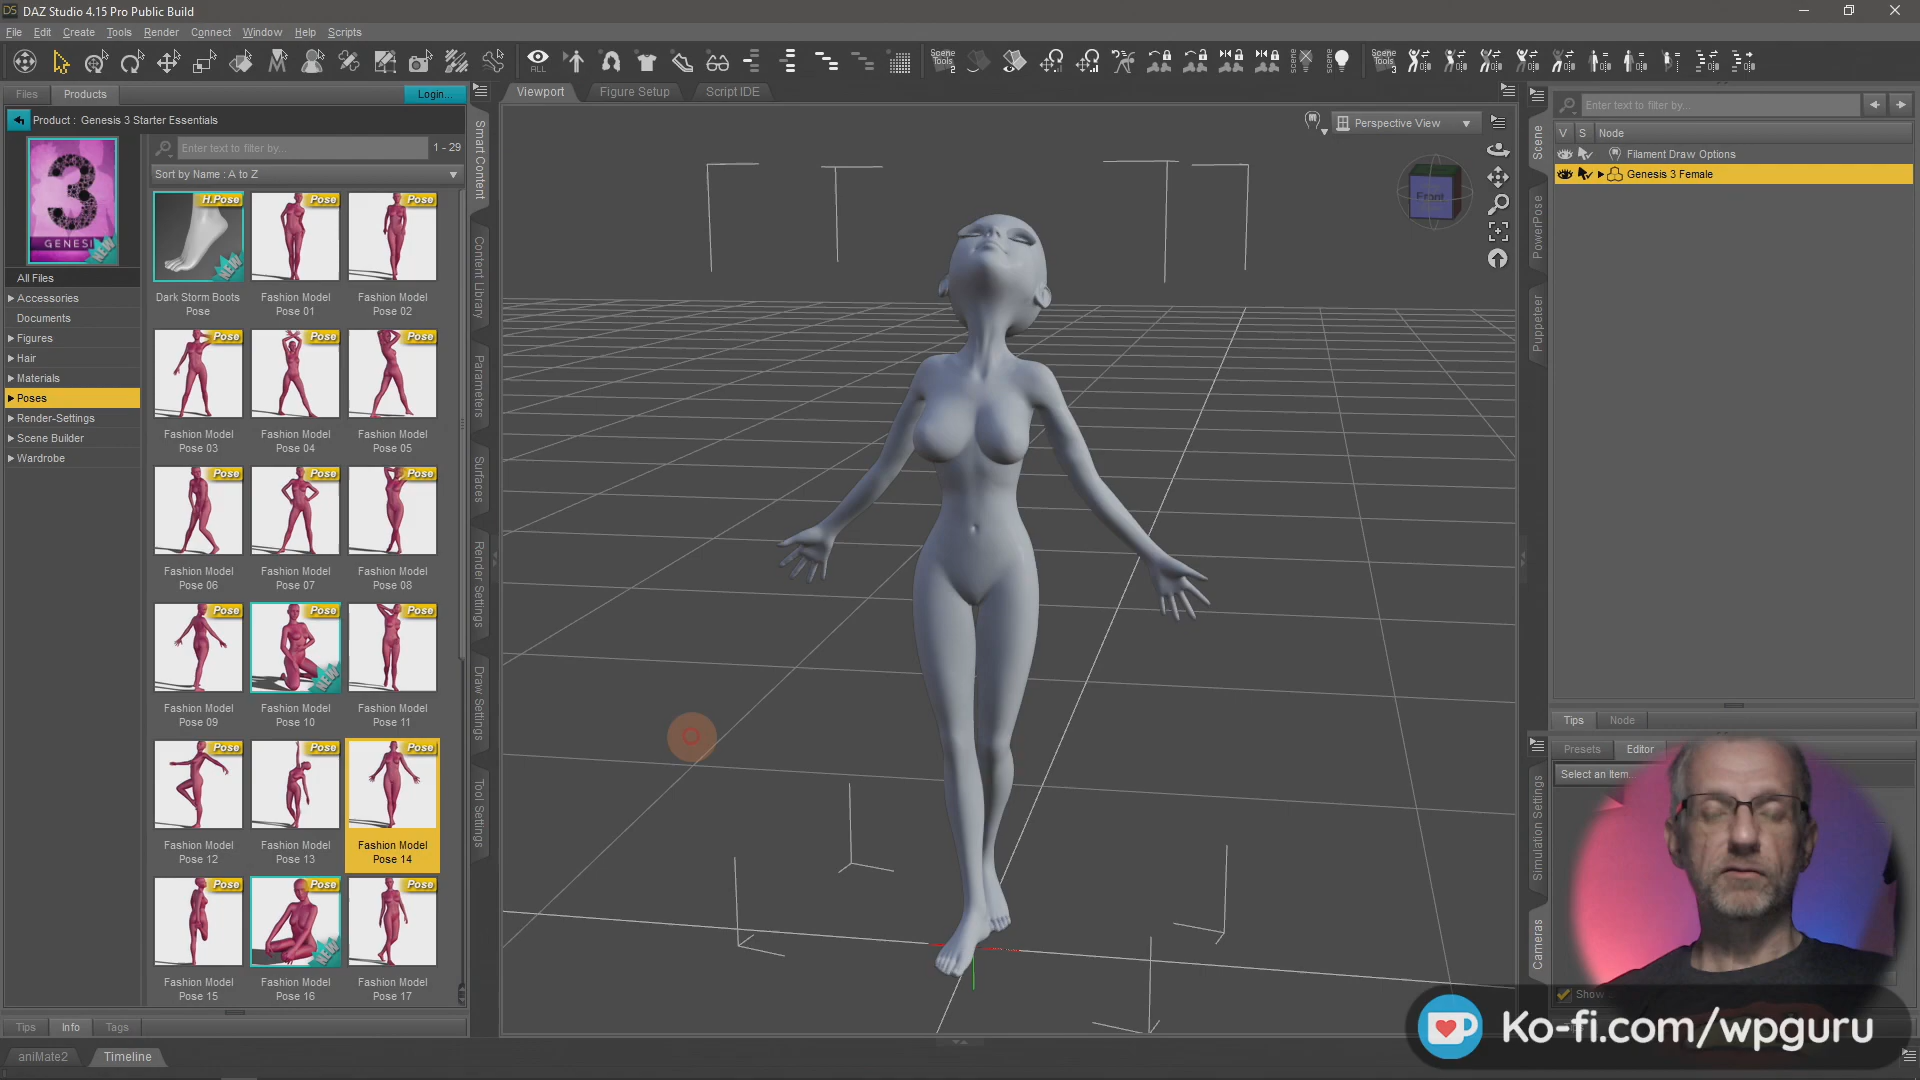 DAZ Studio 4.15 Pro Public Build
File Edit Create Tools Render Connect Window Help Scripts
ALL
Scene Tools 2
scene
Scene Tools 3
Files Products Login...
Product : Genesis 3 Starter Essentials
3
GENESI
NEW
Enter text to filter by... 1 - 29
Sort by Name : A to Z
All Files
Accessories
Documents
Figures
Hair
Materials
Poses
Render-Settings
Scene Builder
Wardrobe
H.Pose Pose Pose
NEW
Dark Storm Boots Pose
Fashion Model Pose 01
Fashion Model Pose 02
Pose Pose Pose
Fashion Model Pose 03
Fashion Model Pose 04
Fashion Model Pose 05
Pose Pose Pose
Fashion Model Pose 06
Fashion Model Pose 07
Fashion Model Pose 08
Pose Pose Pose
NEW
Fashion Model Pose 09
Fashion Model Pose 10
Fashion Model Pose 11
Pose Pose Pose
Fashion Model Pose 12
Fashion Model Pose 13
Fashion Model Pose 14
Pose Pose Pose
NEW
Fashion Model Pose 15
Fashion Model Pose 16
Fashion Model Pose 17
Tips Info Tags
aniMate2 Timeline
Smart Content
Content Library
Parameters
Surfaces
Render Settings
Draw Settings
Tool Settings
Viewport Figure Setup Script IDE
Perspective View
Front
Scene
PowerPose
Puppeteer
Enter text to filter by...
V S Node
Filament Draw Options
Genesis 3 Female
Tips Node
Presets Editor
Select an Item...
Simulation Settings
Cameras
Show
Ko-fi.com/wpguru